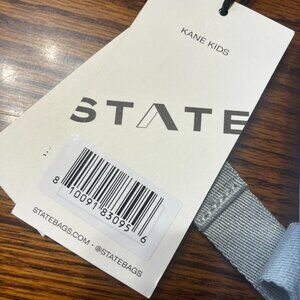 KANE KIDS
STATE
8 10091 83095 6
STATEBAGS.COM · @STATEBAGS